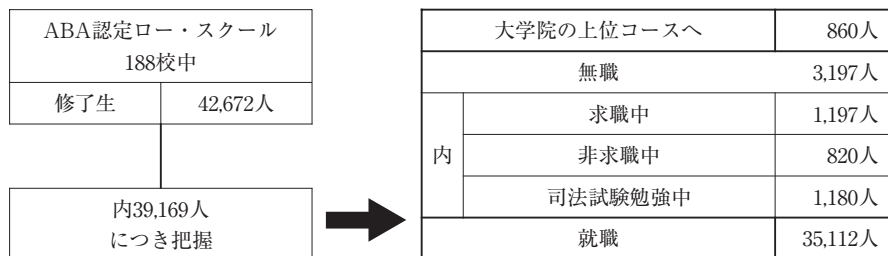 ABA認定ロー・スクール
188校中
修了生 42,672人
内39,169人
につき把握
大学院の上位コースへ 860人
無職 3,197人
内
求職中 1,197人
非求職中 820人
司法試験勉強中 1,180人
就職 35,112人